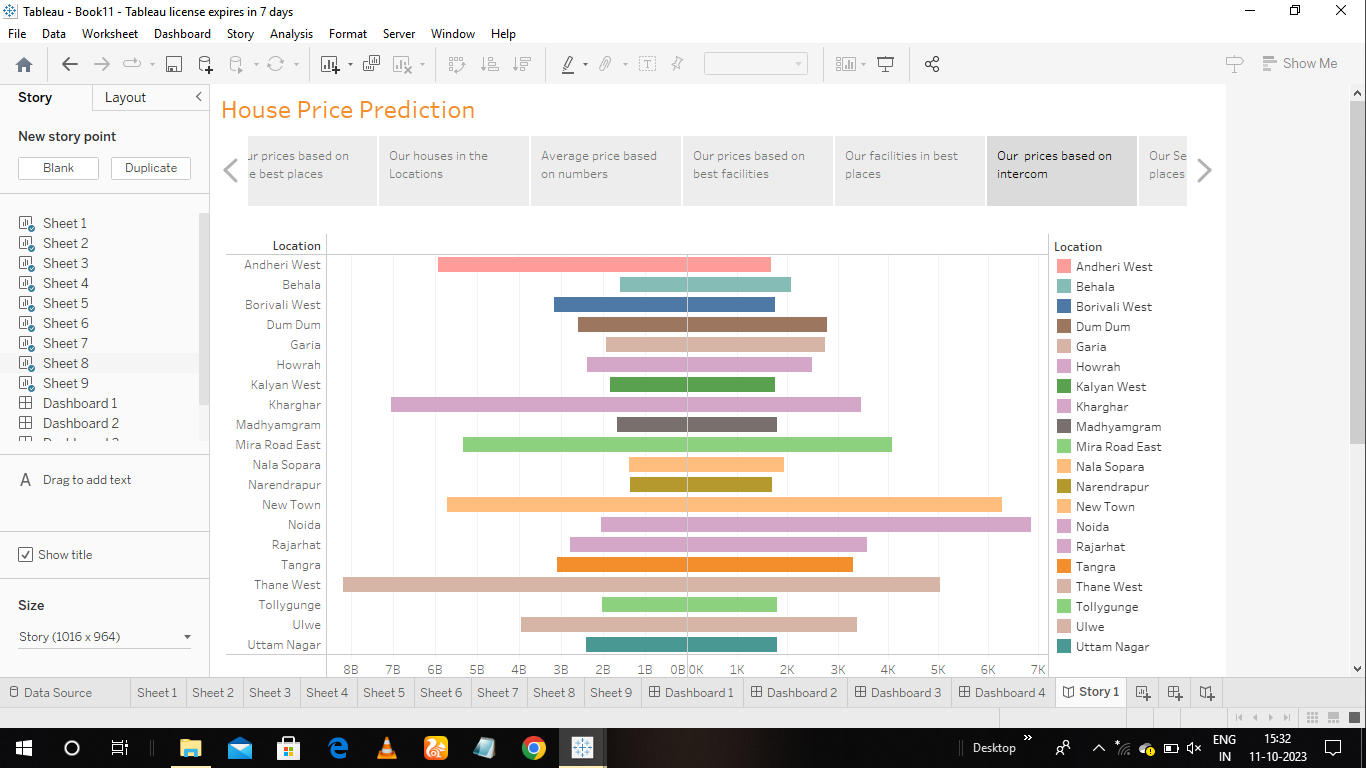 Tableau - Book11 - Tableau license expires in 7 days
File Data Worksheet Dashboard Story Analysis Format Server Window Help
Show Me
Story Layout
New story point
Blank Duplicate
Sheet 1
Sheet 2
Sheet 3
Sheet 4
Sheet 5
Sheet 6
Sheet 7
Sheet 8
Sheet 9
Dashboard 1
Dashboard 2
A Drag to add text
Show title
Size
Story (1016 x 964)
House Price Prediction
ur prices based on
e best places
Our houses in the
Locations
Average price based
on numbers
Our prices based on
best facilities
Our facilities in best
places
Our prices based on
intercom
Our Se
places
Location
Andheri West
Behala
Borivali West
Dum Dum
Garia
Howrah
Kalyan West
Kharghar
Madhyamgram
Mira Road East
Nala Sopara
Narendrapur
New Town
Noida
Rajarhat
Tangra
Thane West
Tollygunge
Ulwe
Uttam Nagar
8B 7B 6B 5B 4B 3B 2B 1B 0B 0K 1K 2K 3K 4K 5K 6K 7K
Location
Andheri West
Behala
Borivali West
Dum Dum
Garia
Howrah
Kalyan West
Kharghar
Madhyamgram
Mira Road East
Nala Sopara
Narendrapur
New Town
Noida
Rajarhat
Tangra
Thane West
Tollygunge
Ulwe
Uttam Nagar
Data Source Sheet 1 Sheet 2 Sheet 3 Sheet 4 Sheet 5 Sheet 6 Sheet 7 Sheet 8 Sheet 9 Dashboard 1 Dashboard 2 Dashboard 3 Dashboard 4 Story 1
Desktop
ENG
IN
15:32
11-10-2023